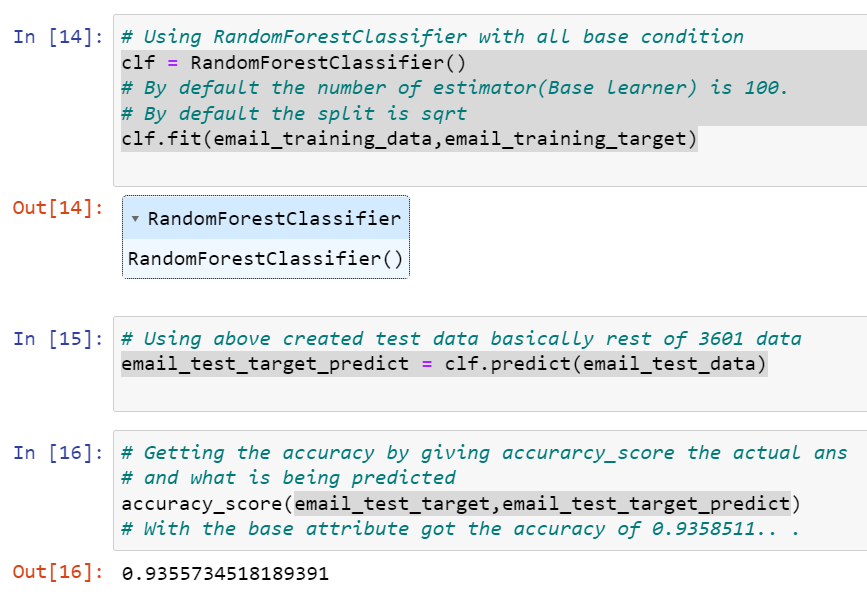 In [14]: # Using RandomForestClassifier with all base condition
clf = RandomForestClassifier()
# By default the number of estimator(Base learner) is 100.
# By default the split is sqrt
clf.fit(email_training_data,email_training_target)
Out[14]: ▾ RandomForestClassifier
RandomForestClassifier()
In [15]: # Using above created test data basically rest of 3601 data
email_test_target_predict = clf.predict(email_test_data)
In [16]: # Getting the accuracy by giving accurarcy_score the actual ans
# and what is being predicted
accuracy_score(email_test_target,email_test_target_predict)
# With the base attribute got the accuracy of 0.9358511.. .
Out[16]: 0.9355734518189391